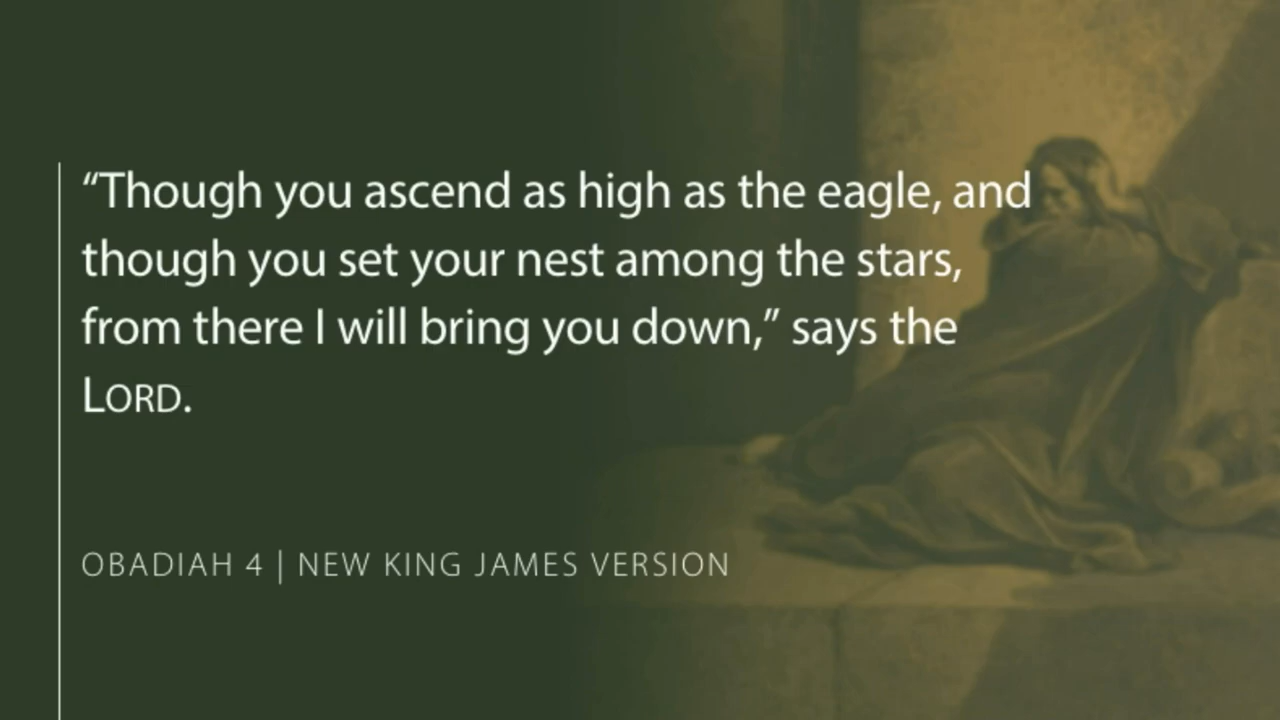 “Though you ascend as high as the eagle, and
though you set your nest among the stars,
from there I will bring you down,” says the
LORD.
OBADIAH 4 | NEW KING JAMES VERSION